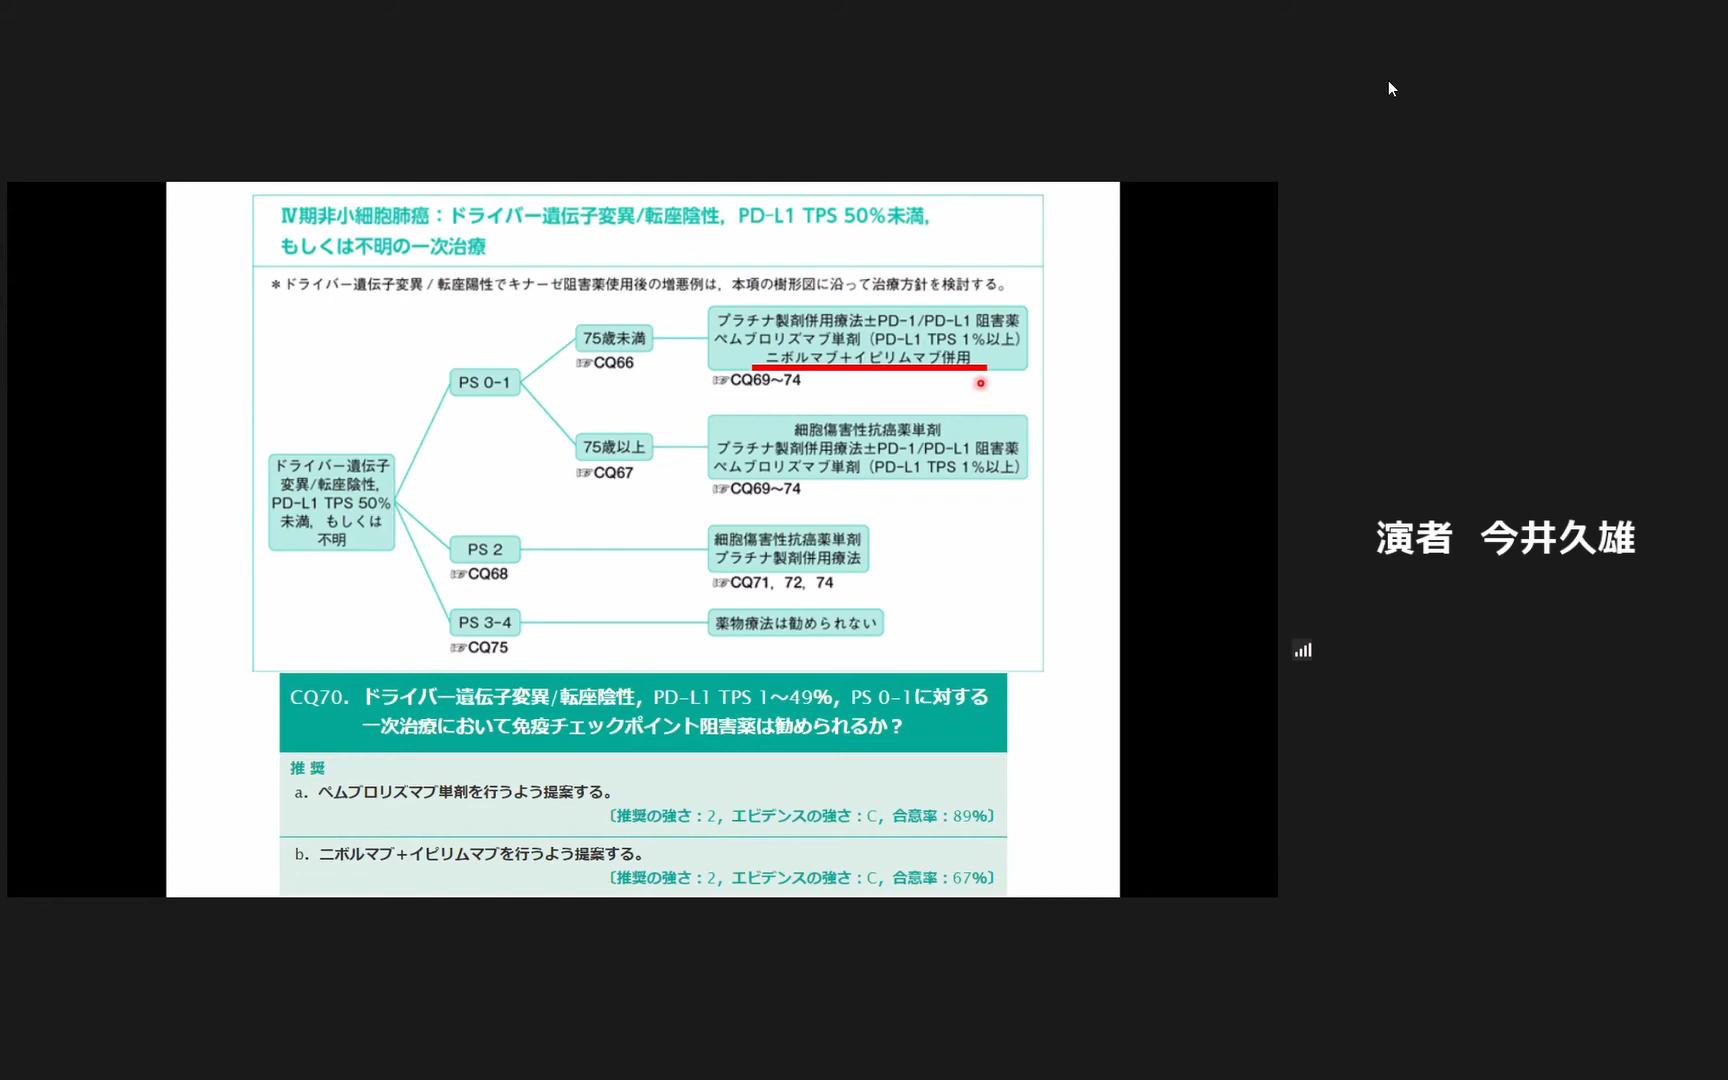 Ⅳ期非小細胞肺癌：ドライバー遺伝子変異/転座陰性，PD-L1 TPS 50%未満，
もしくは不明の一次治療
＊ドライバー遺伝子変異 / 転座陽性でキナーゼ阻害薬使用後の増悪例は，本項の樹形図に沿って治療方針を検討する。
ドライバー遺伝子
変異/転座陰性，
PD-L1 TPS 50%
未満，もしくは
不明
PS 0-1
75歳未満
☞CQ66
プラチナ製剤併用療法±PD-1/PD-L1 阻害薬
ペムブロリズマブ単剤（PD-L1 TPS 1%以上）
ニボルマブ＋イピリムマブ併用
☞CQ69〜74
75歳以上
☞CQ67
細胞傷害性抗癌薬単剤
プラチナ製剤併用療法±PD-1/PD-L1 阻害薬
ペムブロリズマブ単剤（PD-L1 TPS 1%以上）
☞CQ69〜74
PS 2
☞CQ68
細胞傷害性抗癌薬単剤
プラチナ製剤併用療法
☞CQ71，72，74
PS 3-4
☞CQ75
薬物療法は勧められない
CQ70．ドライバー遺伝子変異/転座陰性，PD-L1 TPS 1〜49%，PS 0-1に対する
一次治療において免疫チェックポイント阻害薬は勧められるか？
推 奨
a．ペムブロリズマブ単剤を行うよう提案する。
〔推奨の強さ：2，エビデンスの強さ：C，合意率：89%〕
b．ニボルマブ＋イピリムマブを行うよう提案する。
〔推奨の強さ：2，エビデンスの強さ：C，合意率：67%〕
演者 今井久雄